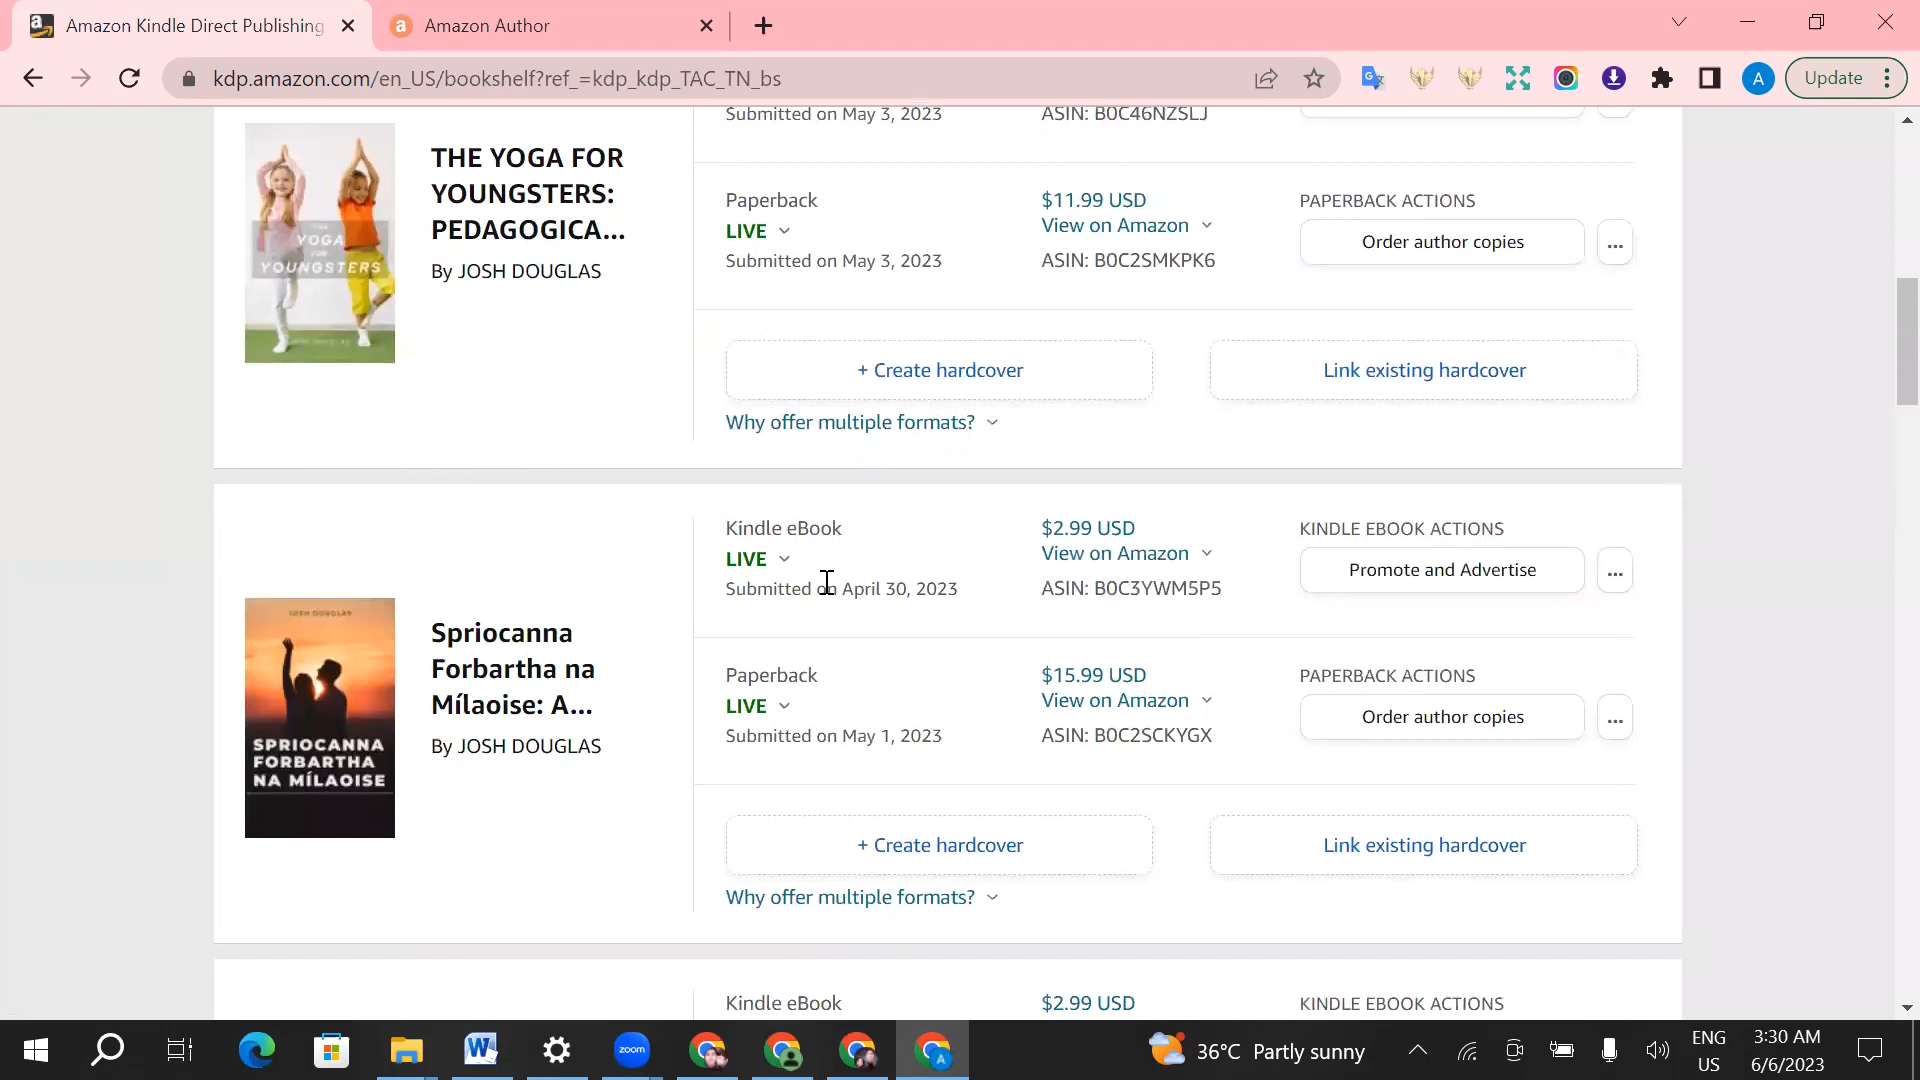 Amazon Kindle Direct Publishing
Amazon Author
kdp.amazon.com/en_US/bookshelf?ref_=kdp_kdp_TAC_TN_bs
A
Update
Submitted on May 3, 2023
ASIN: B0C46NZSLJ
THE YOGA FOR
YOUNGSTERS:
PEDAGOGICA...
By JOSH DOUGLAS
THE
YOGA
FOR
YOUNGSTERS
Paperback
LIVE
Submitted on May 3, 2023
$11.99 USD
View on Amazon
ASIN: B0C2SMKPK6
PAPERBACK ACTIONS
Order author copies
...
+ Create hardcover
Link existing hardcover
Why offer multiple formats?
JOSH DOUGLAS
SPRIOCANNA
FORBARTHA
NA MÍLAOISE
Spriocanna
Forbartha na
Mílaoise: A...
By JOSH DOUGLAS
Kindle eBook
LIVE
Submitted on April 30, 2023
$2.99 USD
View on Amazon
ASIN: B0C3YWM5P5
KINDLE EBOOK ACTIONS
Promote and Advertise
...
Paperback
LIVE
Submitted on May 1, 2023
$15.99 USD
View on Amazon
ASIN: B0C2SCKYGX
PAPERBACK ACTIONS
Order author copies
...
+ Create hardcover
Link existing hardcover
Why offer multiple formats?
Kindle eBook
$2.99 USD
KINDLE EBOOK ACTIONS
zoom
36°C Partly sunny
ENG
US
3:30 AM
6/6/2023